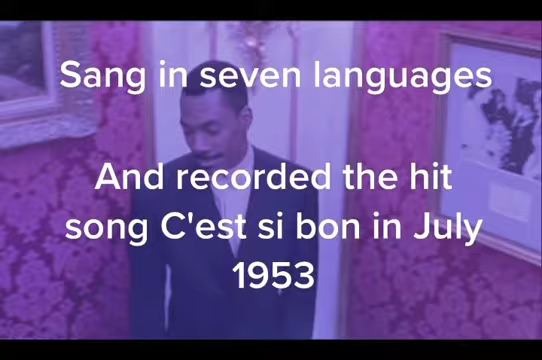 Sang in seven languages
And recorded the hit
song C'est si bon in July
1953